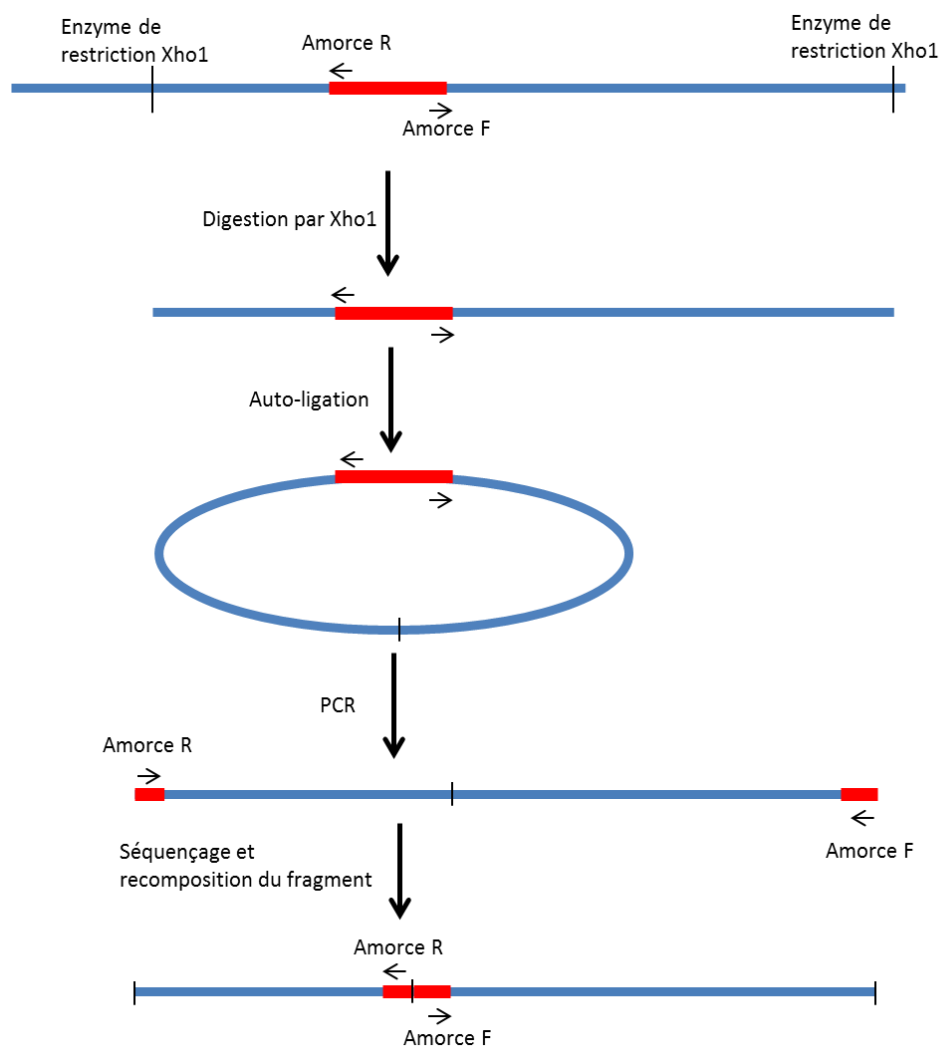 Enzyme de
restriction Xho1
Amorce R
Enzyme de
restriction Xho1
Amorce F
Digestion par Xho1
Auto-ligation
PCR
Amorce R
Amorce F
Séquençage et
recomposition du fragment
Amorce R
Amorce F